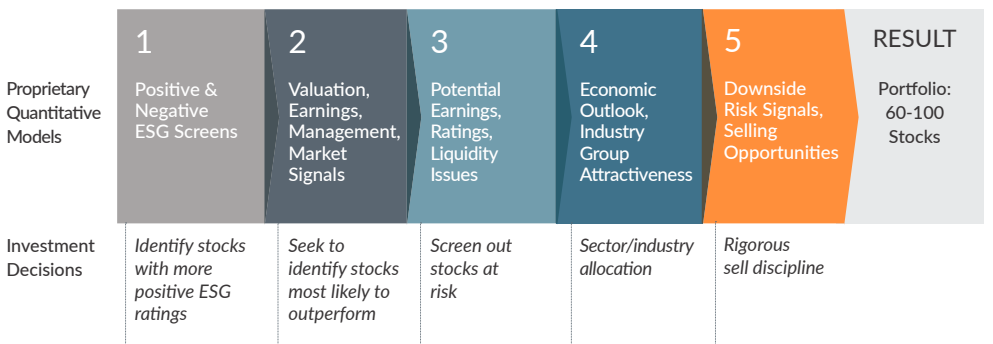 1
2
3
4
5
RESULT
Proprietary
Quantitative
Models
Positive &
Negative
ESG Screens
Valuation,
Earnings,
Management,
Market
Signals
Potential
Earnings,
Ratings,
Liquidity
Issues
Economic
Outlook,
Industry
Group
Attractiveness
Downside
Risk Signals,
Selling
Opportunities
Portfolio:
60-100
Stocks
Investment
Decisions
Identify stocks
with more
positive ESG
ratings
Seek to
identify stocks
most likely to
outperform
Screen out
stocks at
risk
Sector/industry
allocation
Rigorous
sell discipline